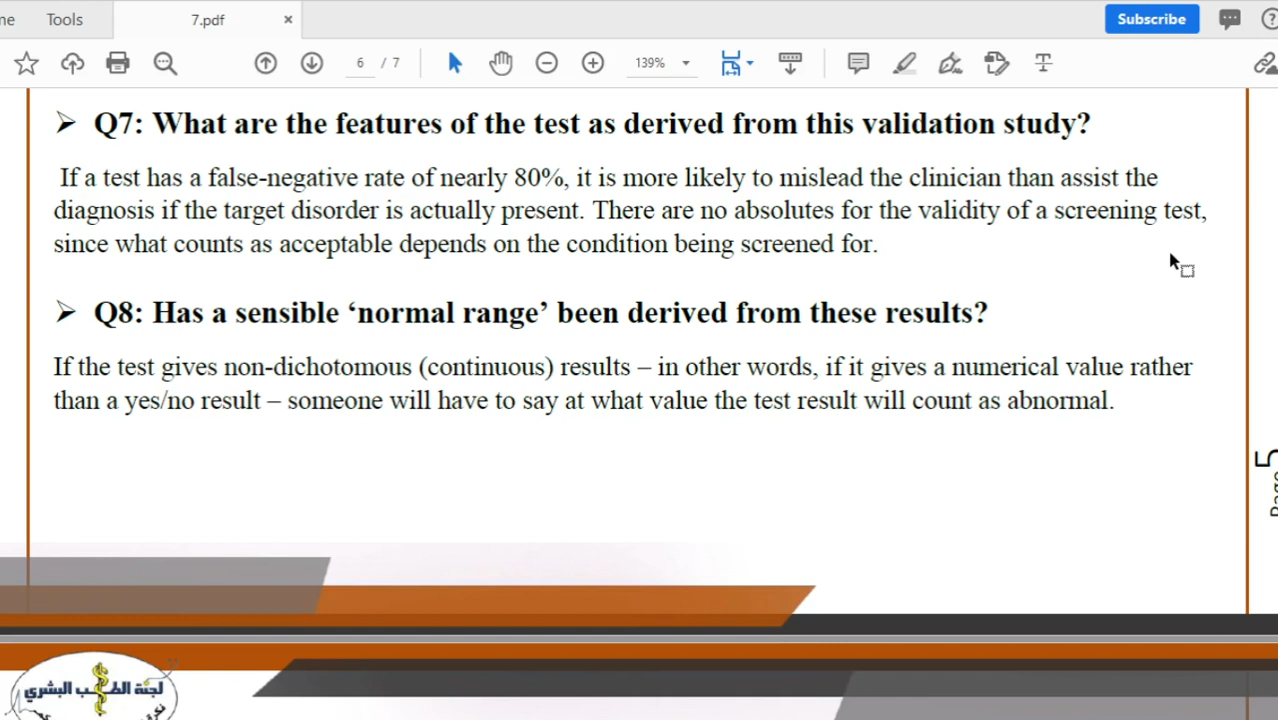 me Tools 7.pdf × Subscribe
6 / 7 139%
➢ Q7: What are the features of the test as derived from this validation study?
If a test has a false-negative rate of nearly 80%, it is more likely to mislead the clinician than assist the
diagnosis if the target disorder is actually present. There are no absolutes for the validity of a screening test,
since what counts as acceptable depends on the condition being screened for.
➢ Q8: Has a sensible ‘normal range’ been derived from these results?
If the test gives non-dichotomous (continuous) results – in other words, if it gives a numerical value rather
than a yes/no result – someone will have to say at what value the test result will count as abnormal.
Page 5
لجنة الطب البشري